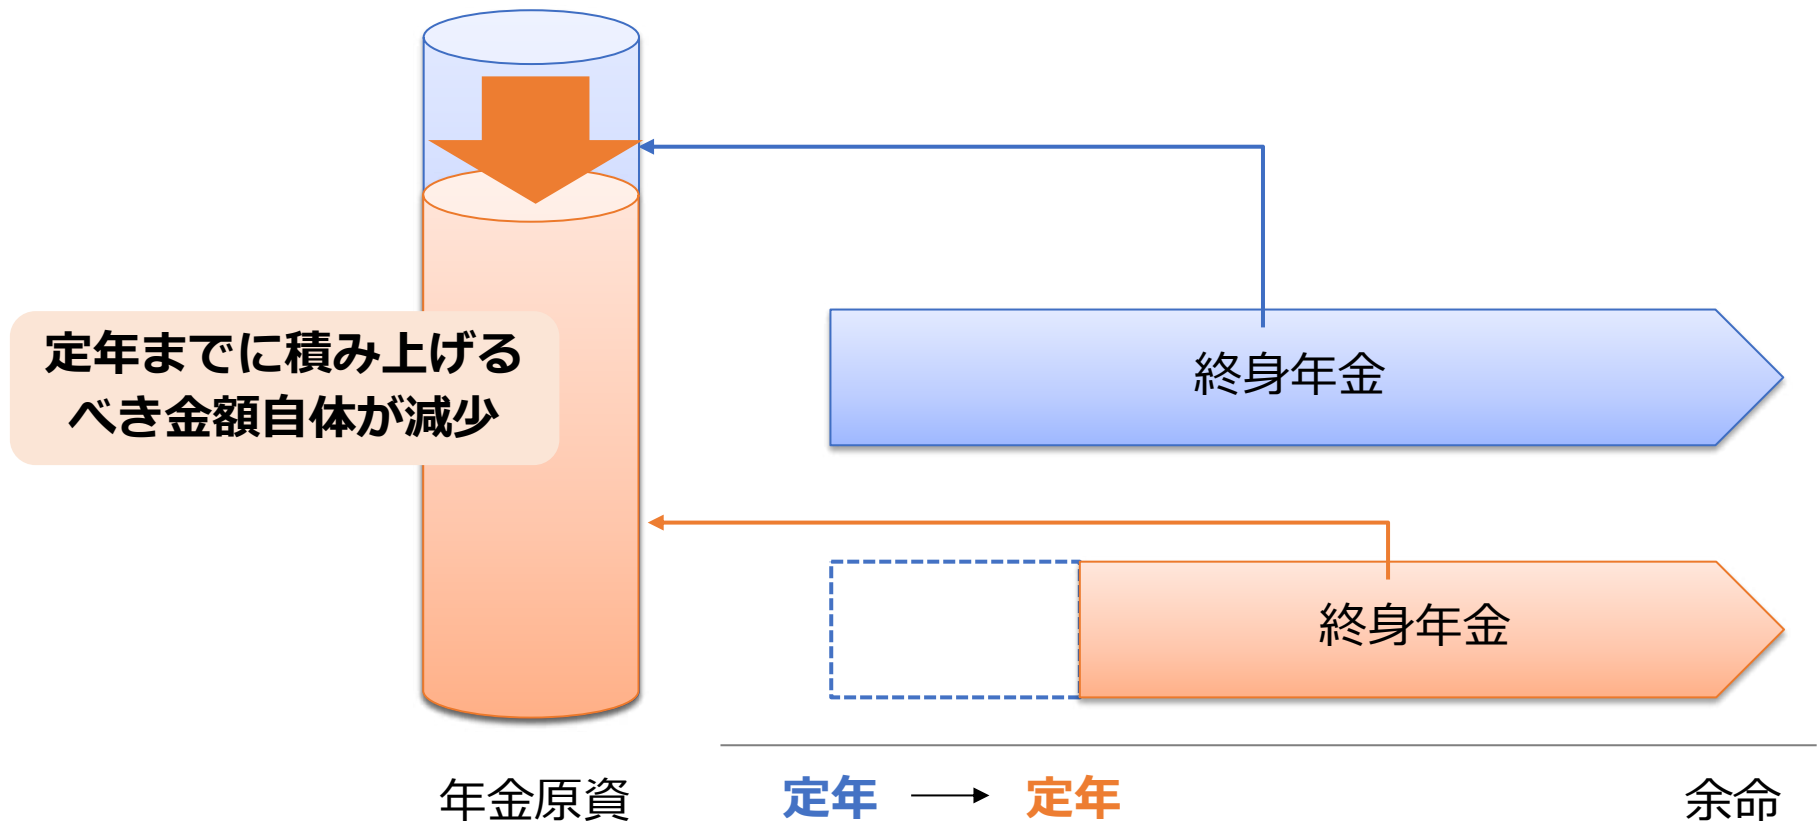 定年までに積み上げる
べき金額自体が減少
終身年金
終身年金
年金原資
定年
定年
余命